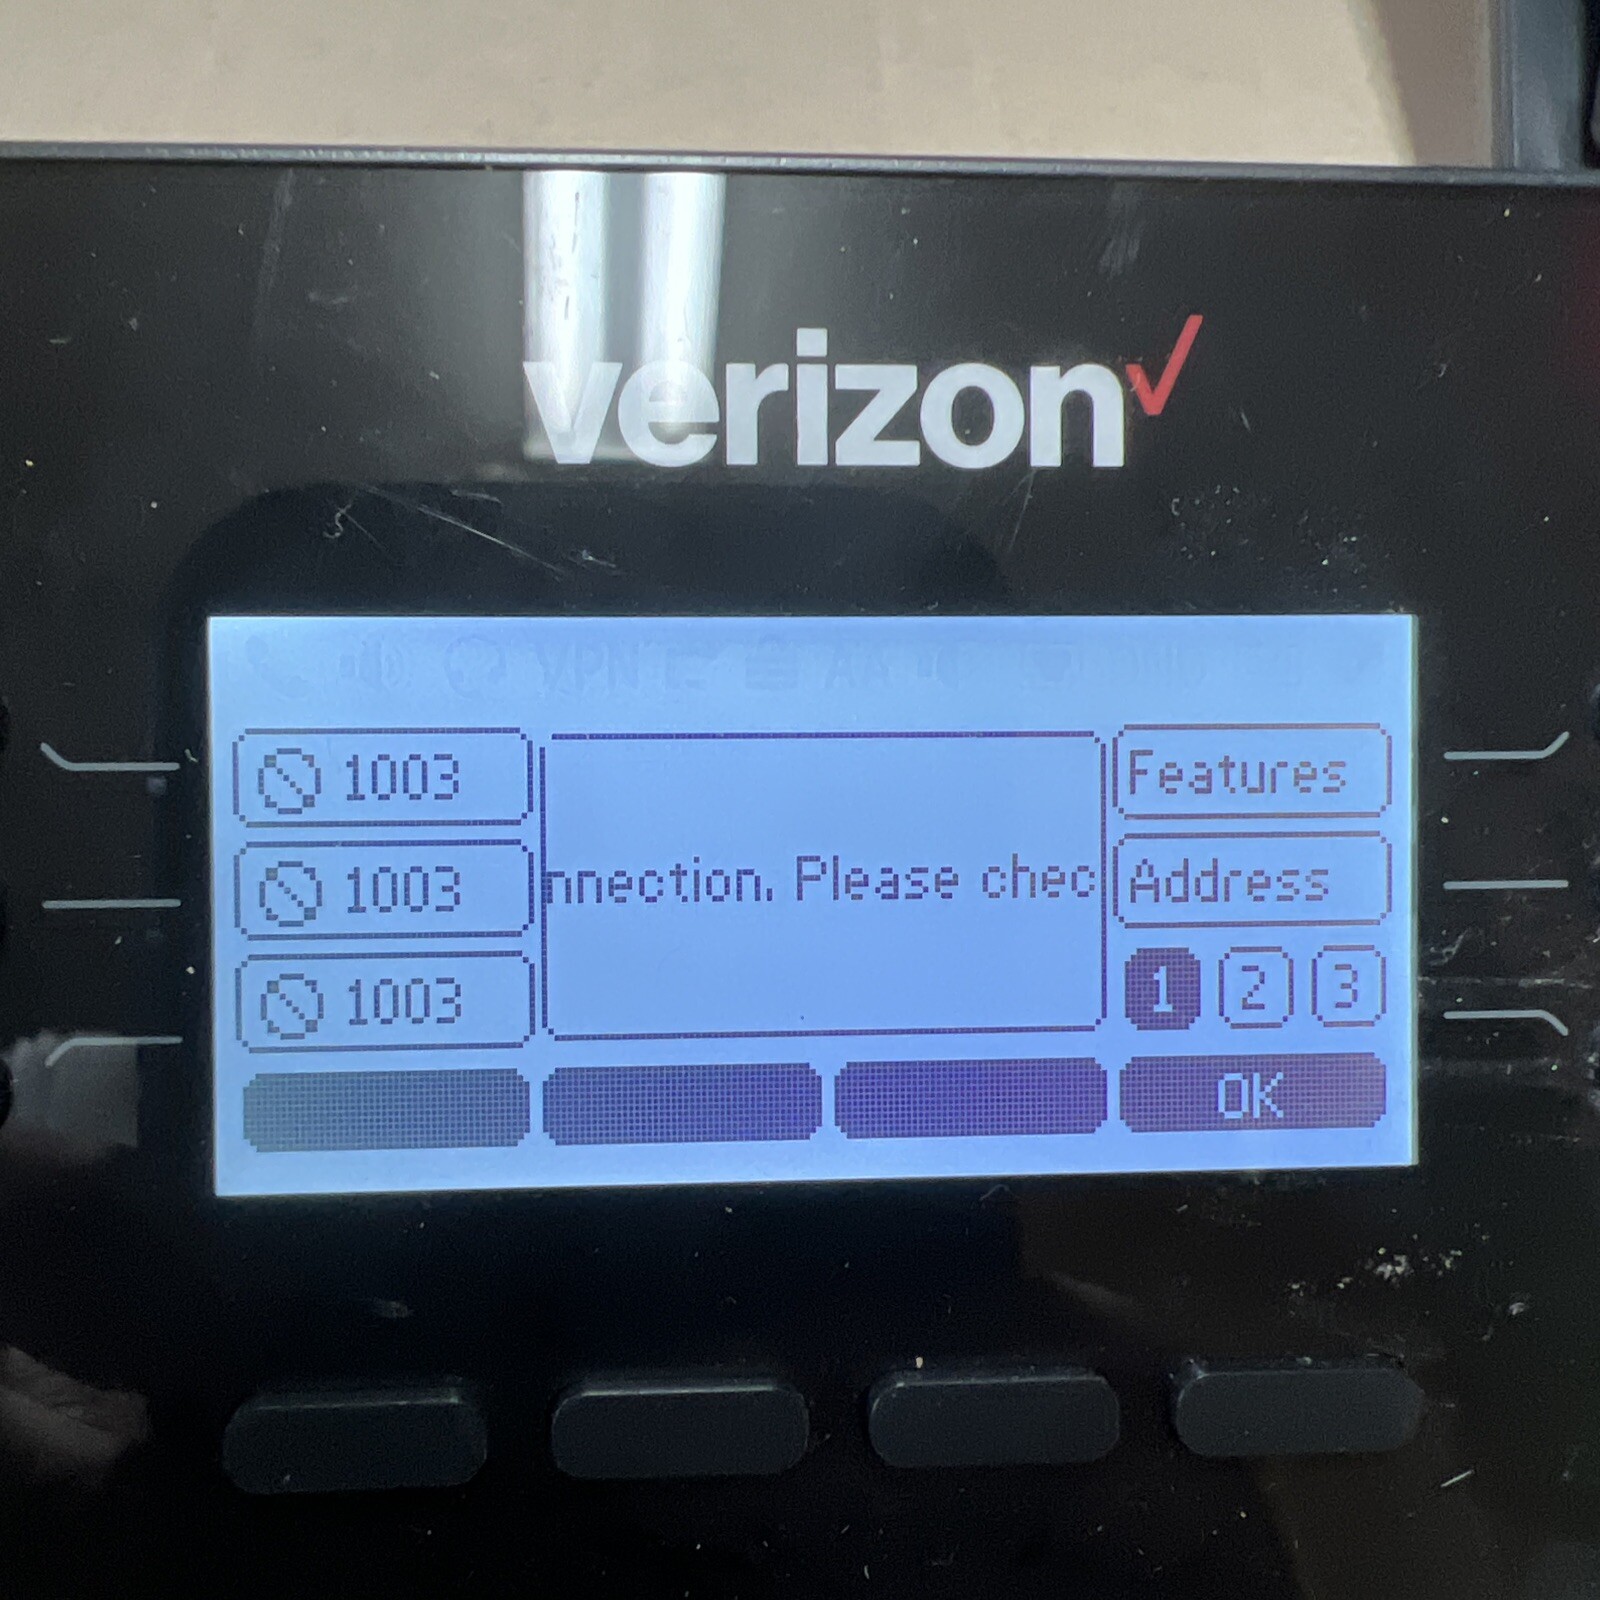 verizon
1003
1003
1003
nnection. Please chec
Features
Address
1 2 3
OK